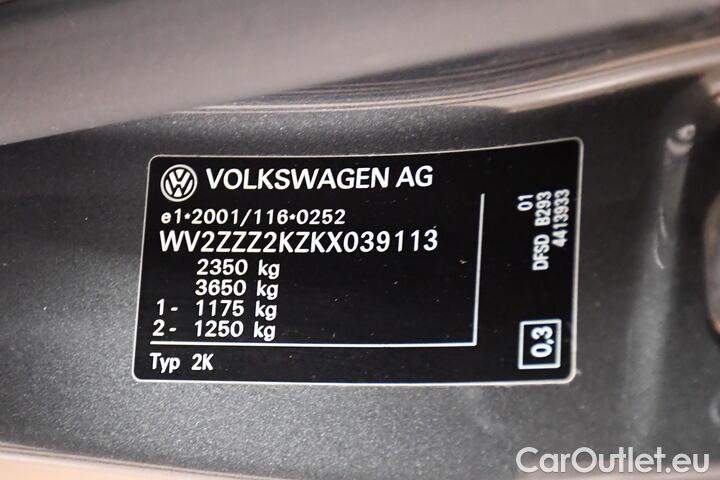 VOLKSWAGEN AG
e1*2001/116*0252
WV2ZZZ2KZKX039113
2350 kg
3650 kg
1- 1175 kg
2- 1250 kg
Typ 2K
01
DFSD B293
4413933
0,3
CarOutlet.eu